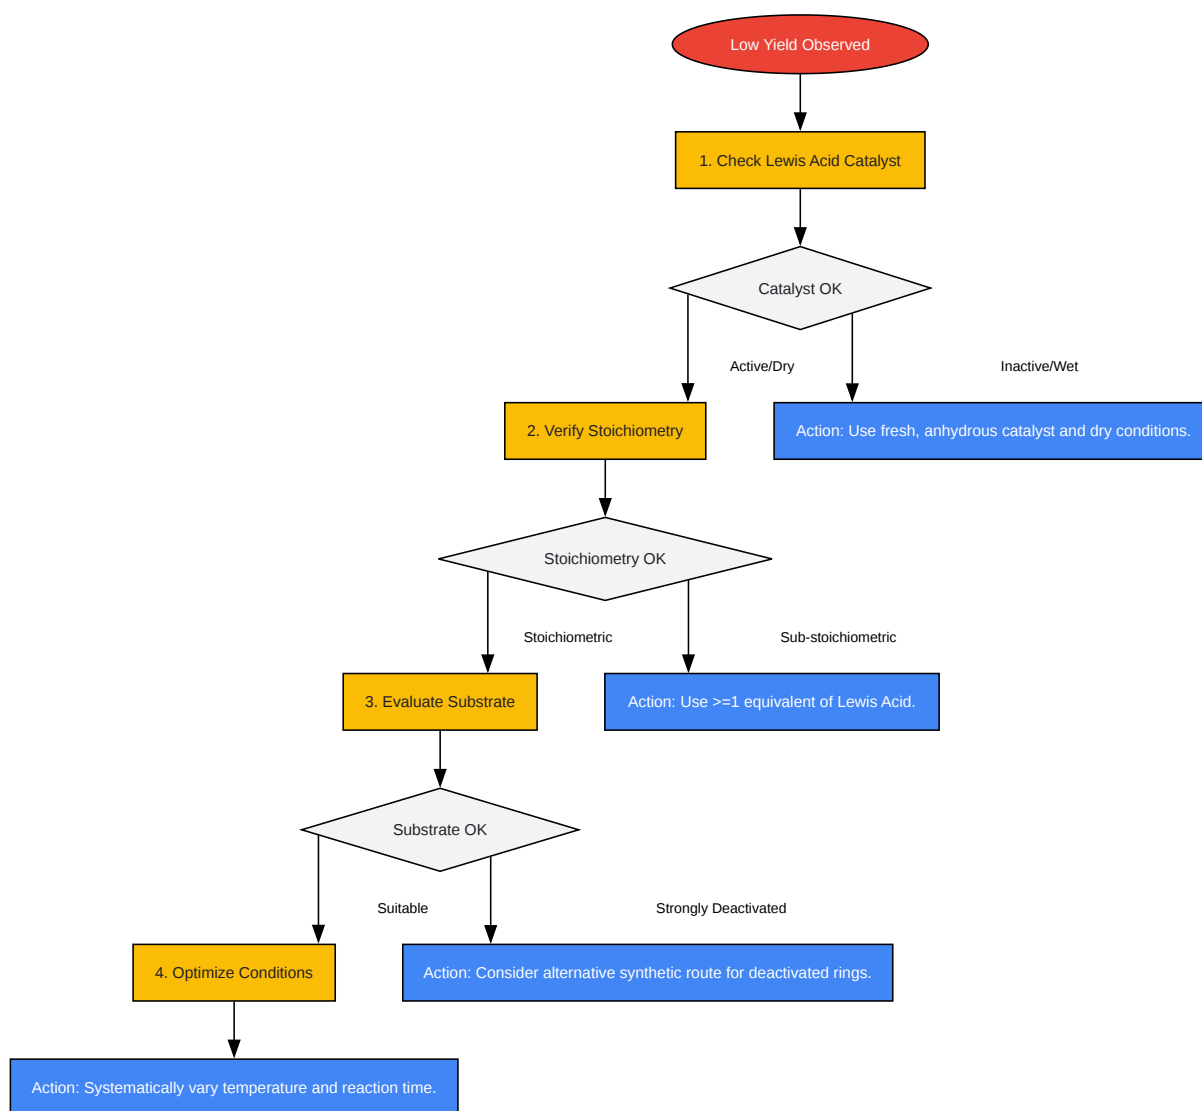 Low Yield Observed
1. Check Lewis Acid Catalyst
Catalyst OK
Active/Dry
Inactive/Wet
2. Verify Stoichiometry
Action: Use fresh, anhydrous catalyst and dry conditions.
Stoichiometry OK
Stoichiometric
Sub-stoichiometric
3. Evaluate Substrate
Action: Use >=1 equivalent of Lewis Acid.
Substrate OK
Suitable
Strongly Deactivated
4. Optimize Conditions
Action: Consider alternative synthetic route for deactivated rings.
Action: Systematically vary temperature and reaction time.